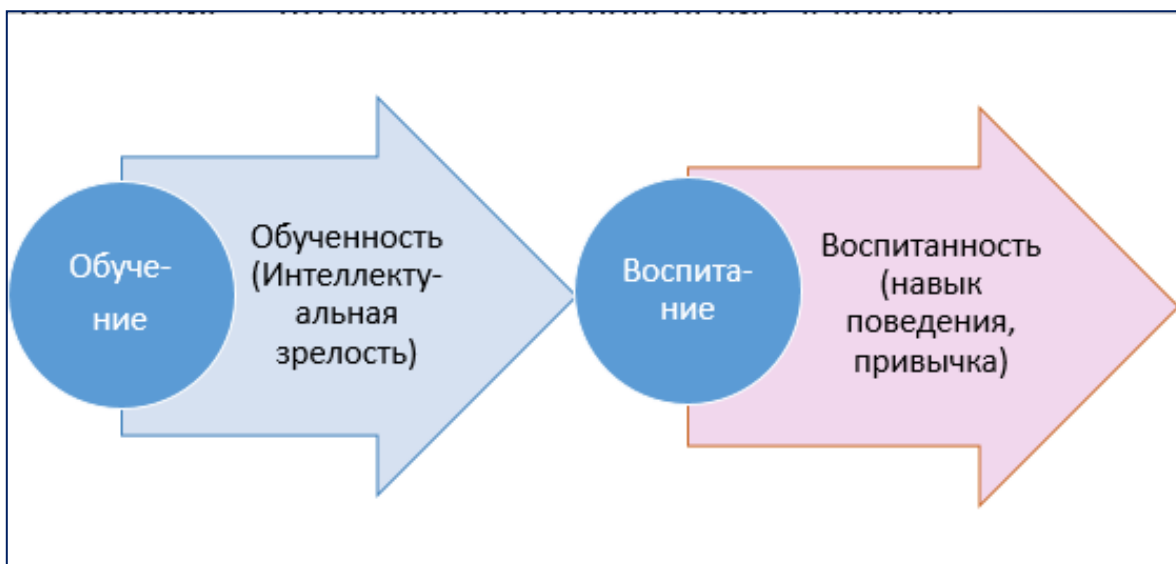 Обуче-
ние
Обученность
(Интеллекту-
альная
зрелость)
Воспита-
ние
Воспитанность
(навык
поведения,
привычка)